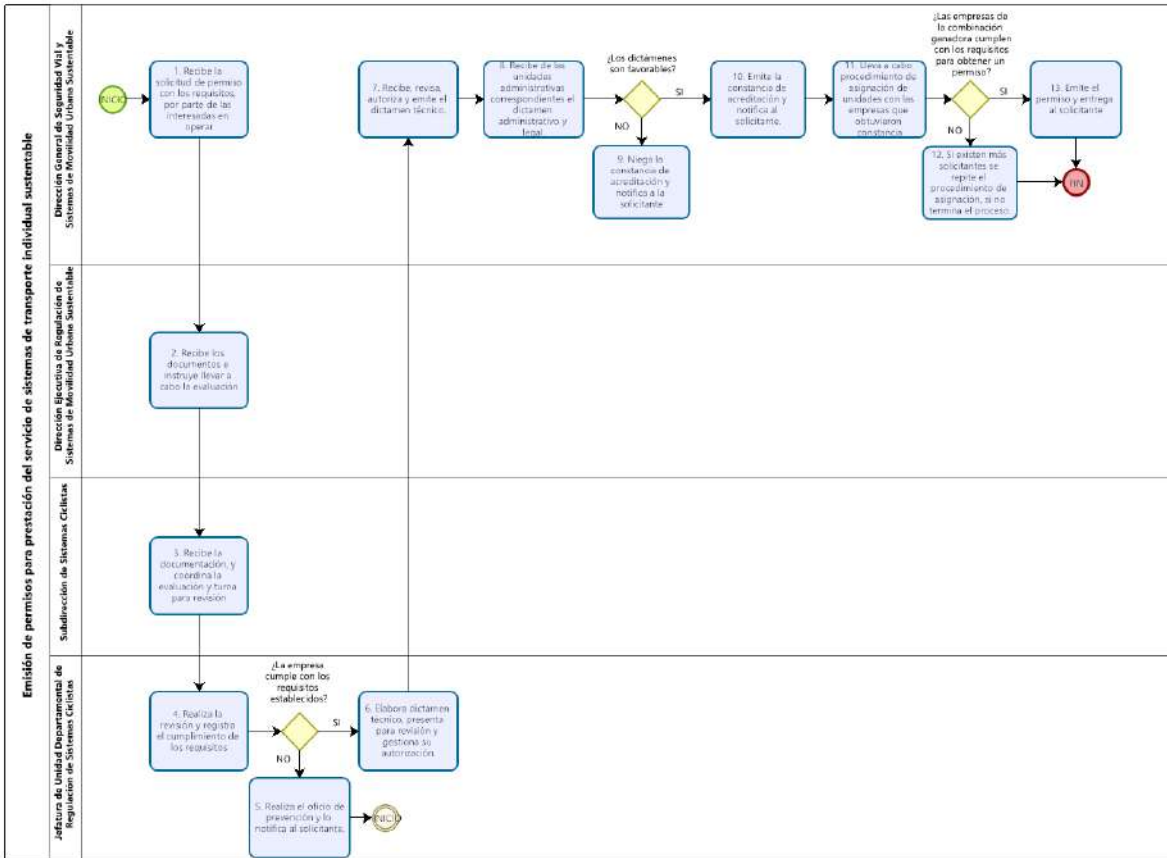 Emisión de permisos para prestación del servicio de sistemas de transporte individual sustentable
Dirección General de Seguridad Vial y
Sistemas de Movilidad Urbana Sustentable
INICIO
1. Recibe la
solicitud de permiso
con los requisitos,
por parte de las
interesadas en
operar
7. Recibe, revisa,
autoriza y emite el
dictamen técnico.
8. Recibe de las
unidades
administrativas
correspondientes el
dictamen
administrativo y
legal
¿Los dictámenes
son favorables?
SI
NO
9. Niega la
constancia de
acreditación y
notifica a la
solicitante
10. Emite la
constancia de
acreditación y
notifica al
solicitante.
11. Lleva a cabo
procedimiento de
asignación de
unidades con las
empresas que
obtuvieron
constancia
¿Las empresas de
la combinación
ganadora cumplen
con los requisitos
para obtener un
permiso?
SI
NO
12. Si existen más
solicitantes se
repite el
procedimiento de
asignación, si no
termina el proceso.
13. Emite el
permiso y entrega
al solicitante
FIN
Dirección Ejecutiva de Regulación de
Sistemas de Movilidad Urbana Sustentable
2. Recibe los
documentos e
instruye llevar a
cabo la evaluación
Subdirección de Sistemas Ciclistas
3. Recibe la
documentación, y
coordina la
evaluación y turna
para revisión
Jefatura de Unidad Departamental de
Regulación de Sistemas Ciclistas
4. Realiza la
revisión y registra
el cumplimiento de
los requisitos
¿La empresa
cumple con los
requisitos
establecidos?
SI
NO
5. Realiza el oficio de
prevención y lo
notifica al solicitante.
INICIO
6. Elabora dictamen
técnico, presenta
para revisión y
gestiona su
autorización.